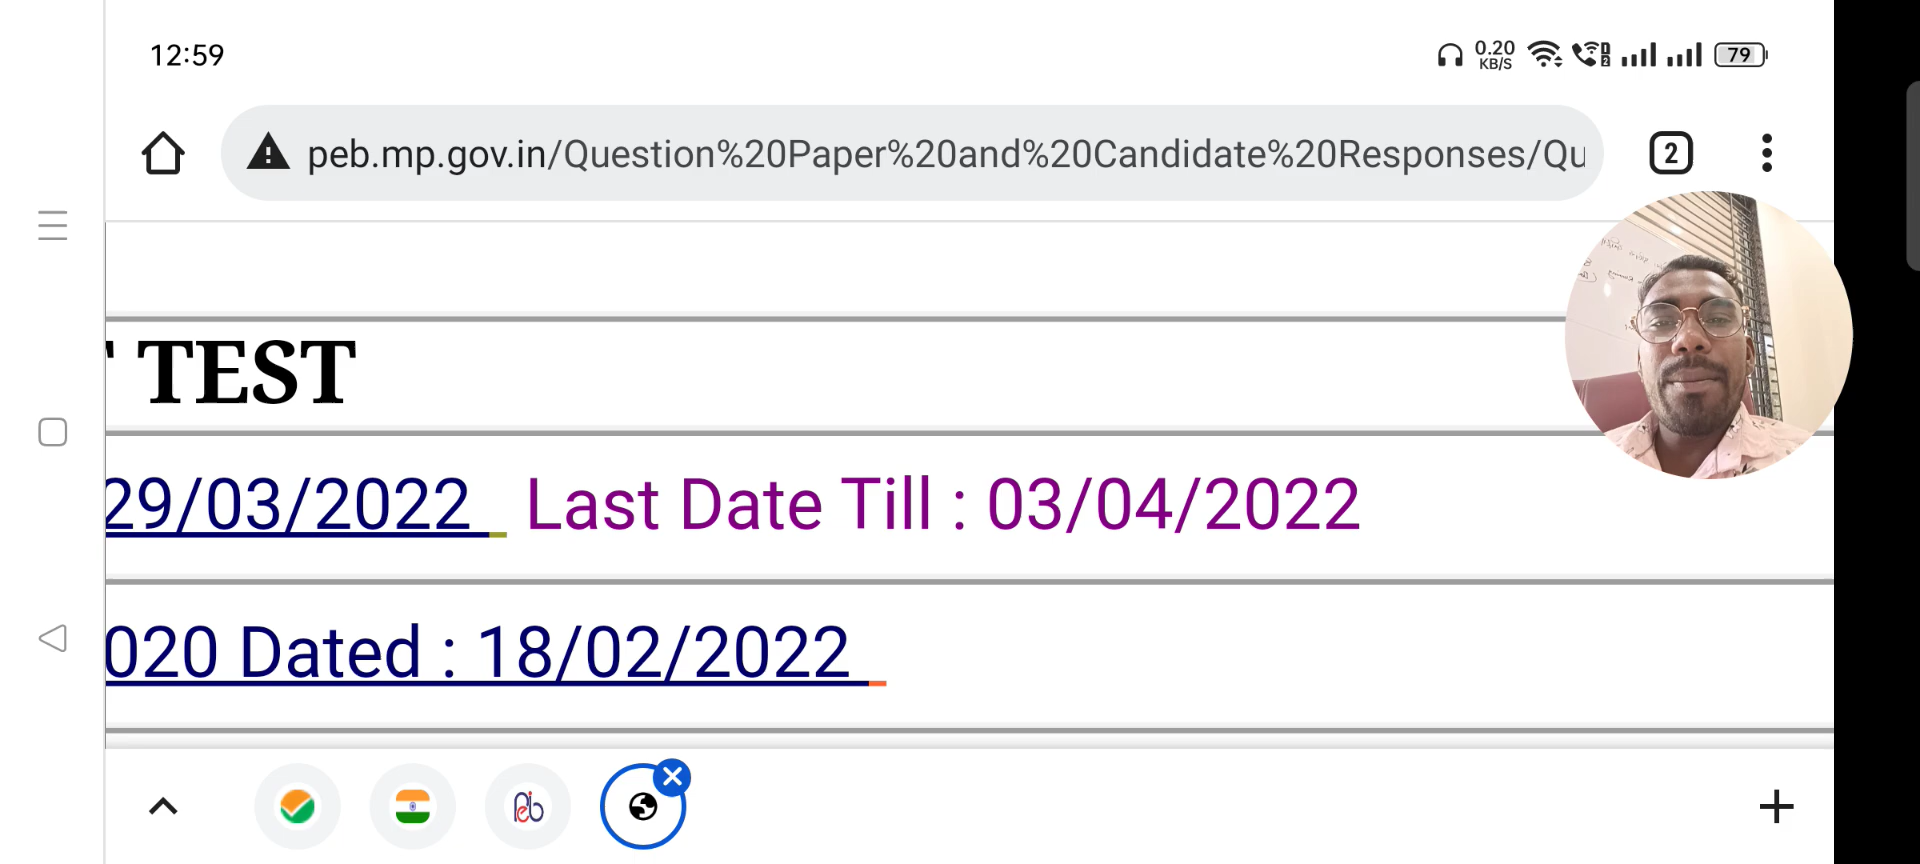 12:59
0.20
KB/S
79
peb.mp.gov.in/Question%20Paper%20and%20Candidate%20Responses/Qu
2
TEST
29/03/2022 Last Date Till : 03/04/2022
020 Dated : 18/02/2022
Peb